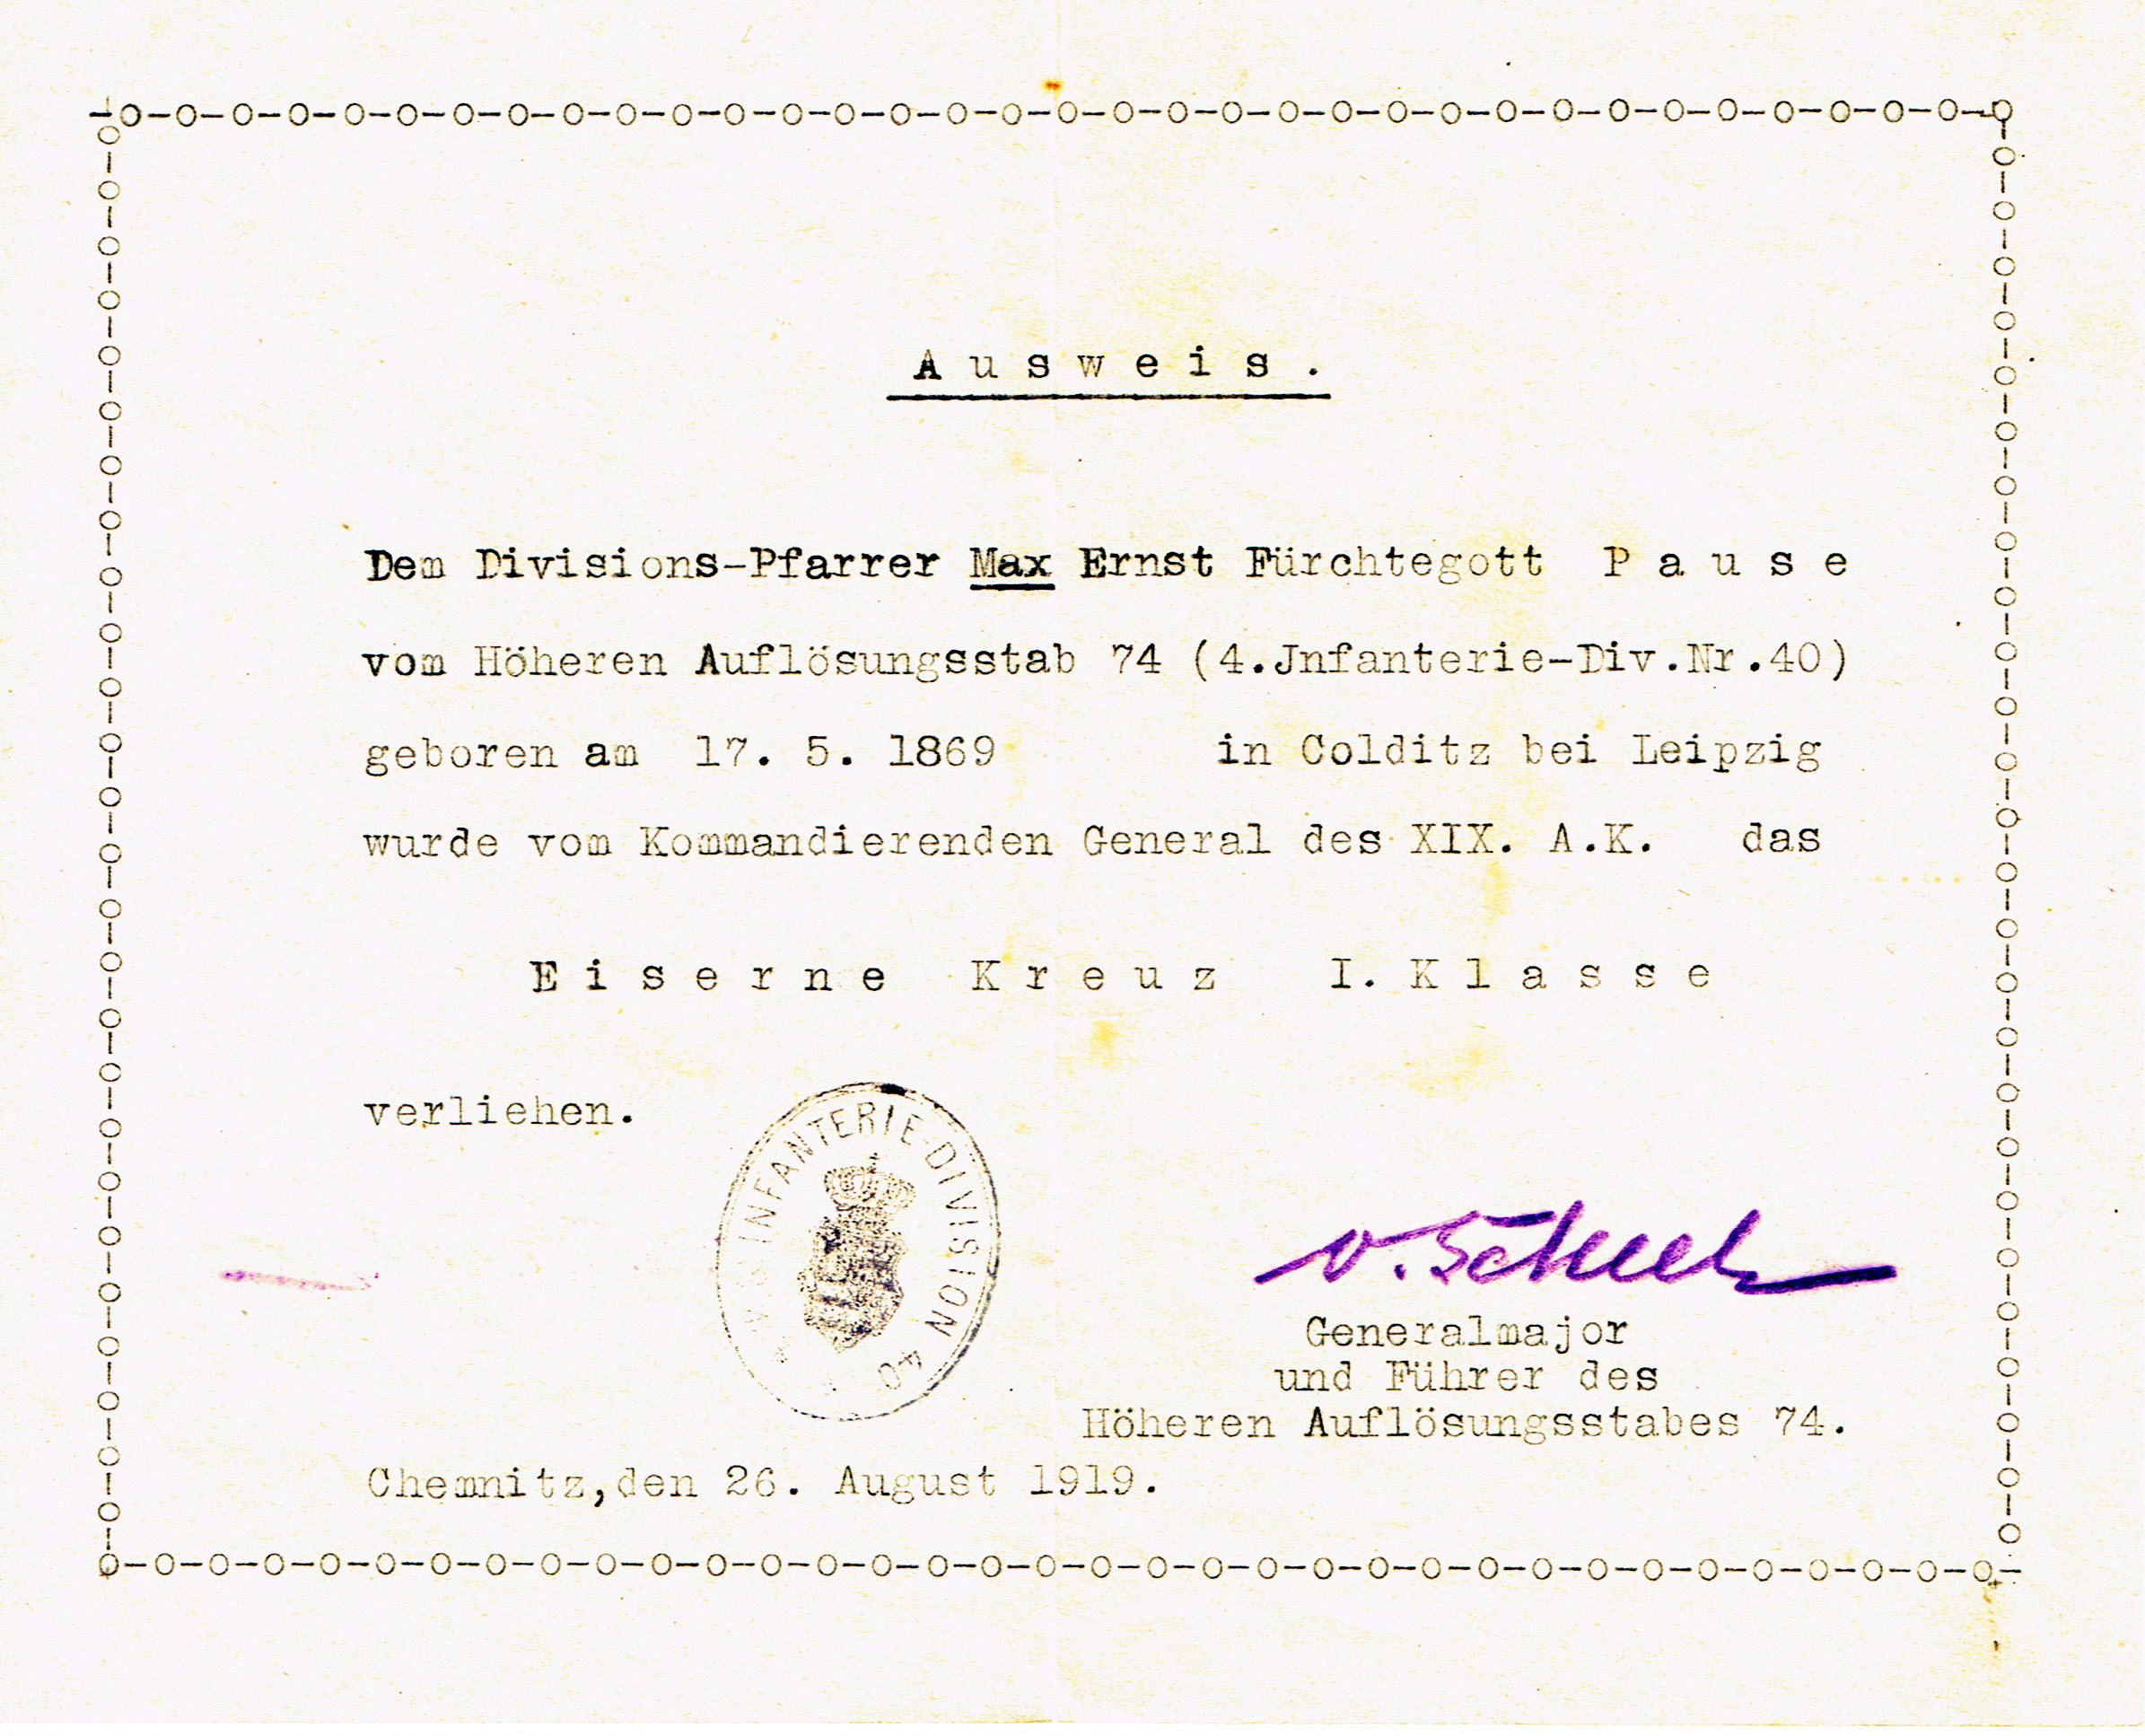 Ausweis.
Dem Divisions-Pfarrer Max Ernst Fürchtegott Pause
vom Höheren Auflösungsstab 74 (4.Jnfanterie-Div.Nr.40)
geboren am 17. 5. 1869 in Colditz bei Leipzig
wurde vom Kommandierenden General des XIX. A.K. das
Eiserne Kreuz I. Klasse
verliehen.
INFANTERIE-DIVISION 40
Generalmajor
und Führer des
Höheren Auflösungsstabes 74.
Chemnitz,den 26. August 1919.